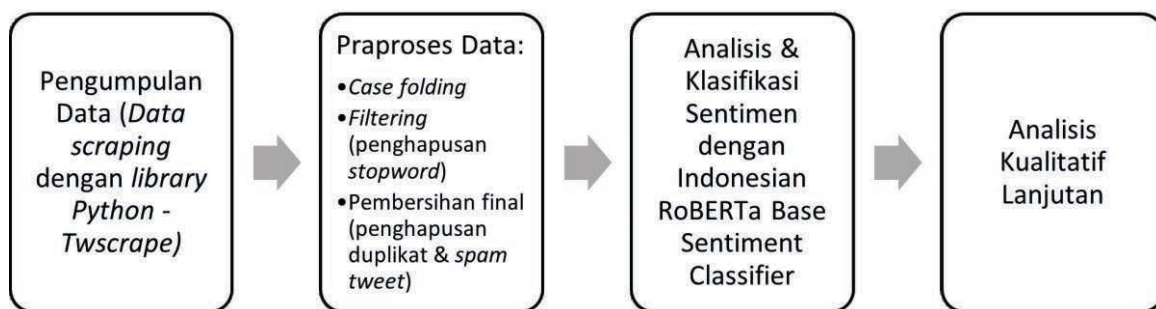 Pengumpulan
Data (Data
scraping
dengan library
Python -
Twscrape)
Praproses Data:
•Case folding
•Filtering
(penghapusan
stopword)
•Pembersihan final
(penghapusan
duplikat & spam
tweet)
Analisis &
Klasifikasi
Sentimen
dengan
Indonesian
RoBERTa Base
Sentiment
Classifier
Analisis
Kualitatif
Lanjutan